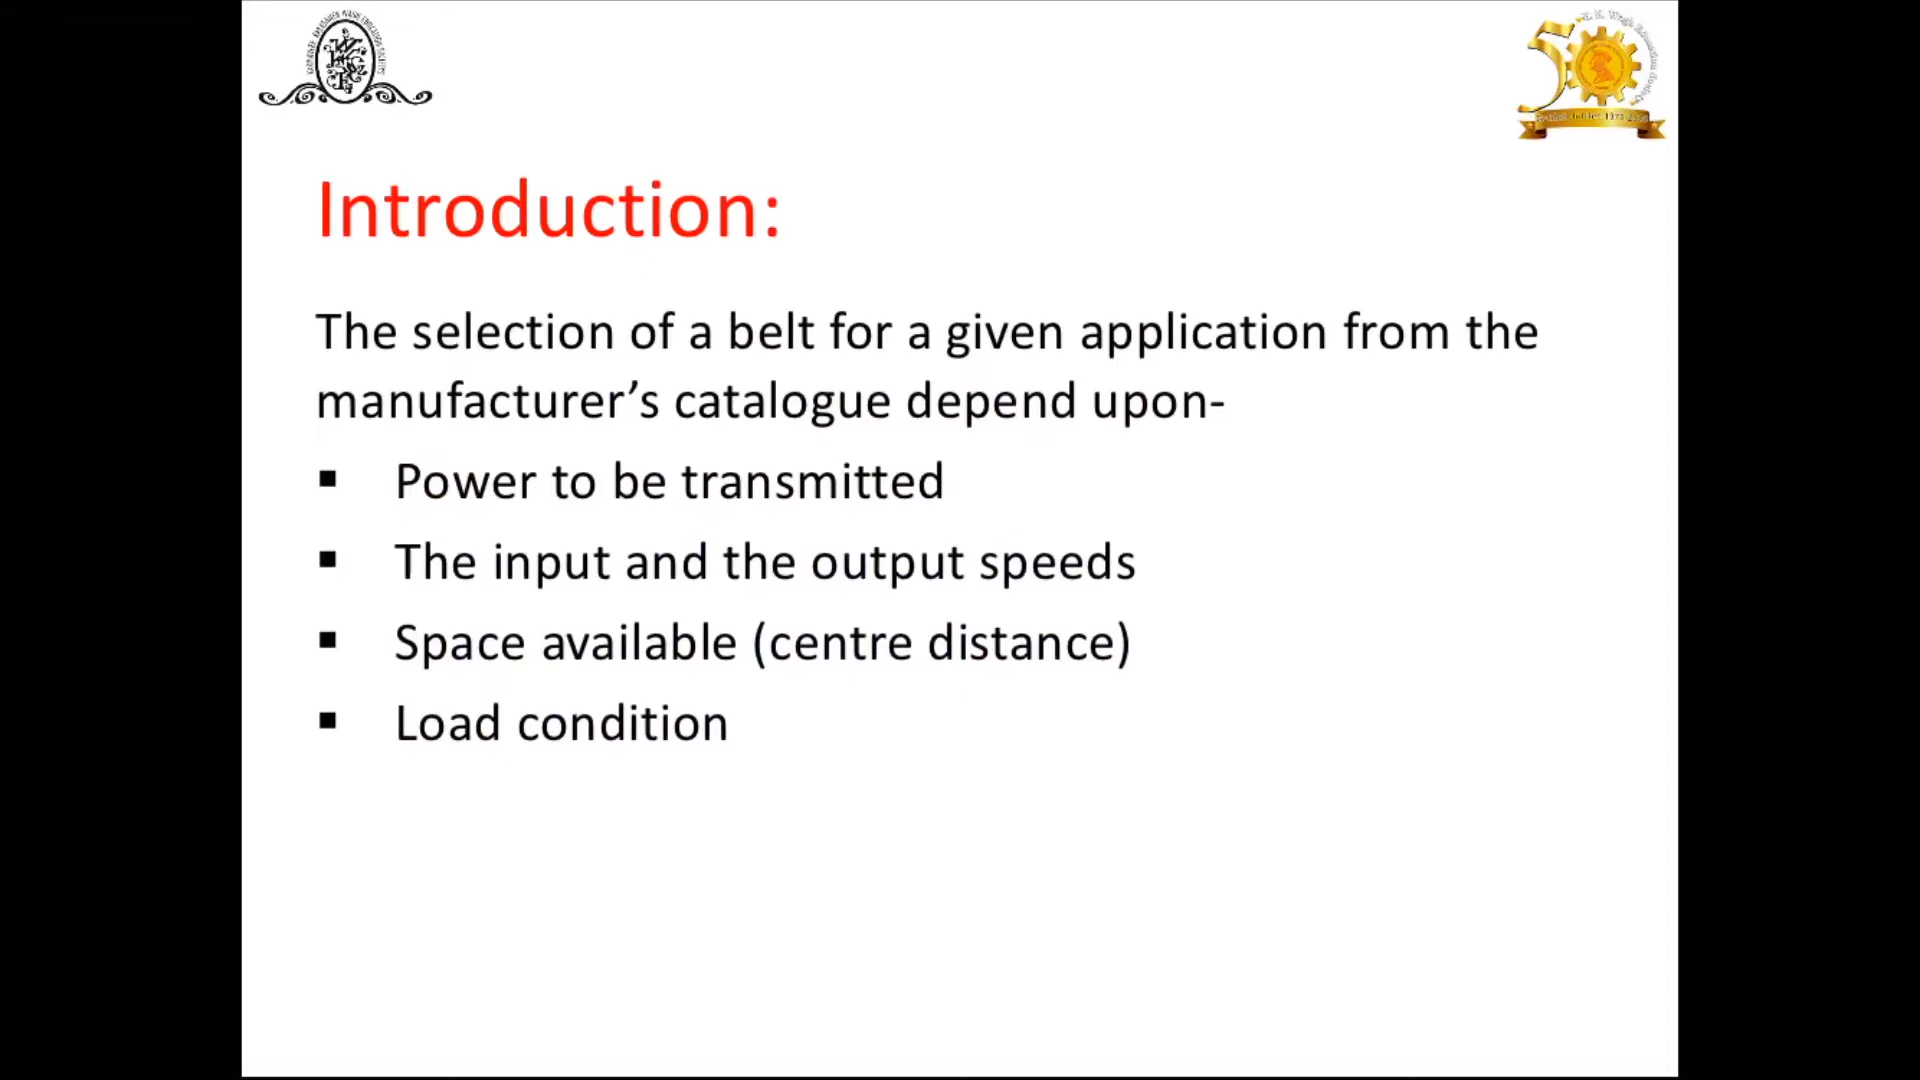 Introduction:
The selection of a belt for a given application from the
manufacturer’s catalogue depend upon-
▪ Power to be transmitted
▪ The input and the output speeds
▪ Space available (centre distance)
▪ Load condition